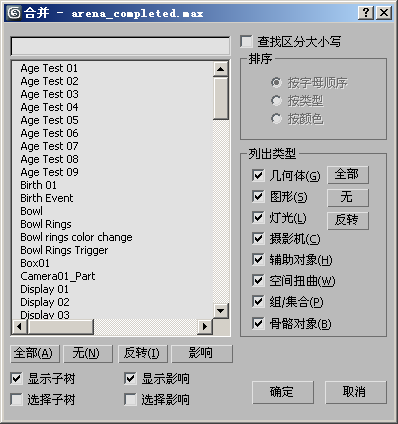 合并 - arena_completed.max
查找区分大小写
排序
按字母顺序
按类型
按颜色
Age Test 01
Age Test 02
Age Test 03
Age Test 04
Age Test 05
Age Test 06
Age Test 07
Age Test 08
Age Test 09
Birth 01
Birth Event
Bowl
Bowl Rings
Bowl rings color change
Bowl Rings Trigger
Box01
Camera01_Part
Display 01
Display 02
Display 03
列出类型
几何体(G) 全部
图形(S) 无
灯光(L) 反转
摄影机(C)
辅助对象(H)
空间扭曲(W)
组/集合(P)
骨骼对象(B)
全部(A) 无(N) 反转(I) 影响
显示子树 显示影响
选择子树 选择影响
确定 取消